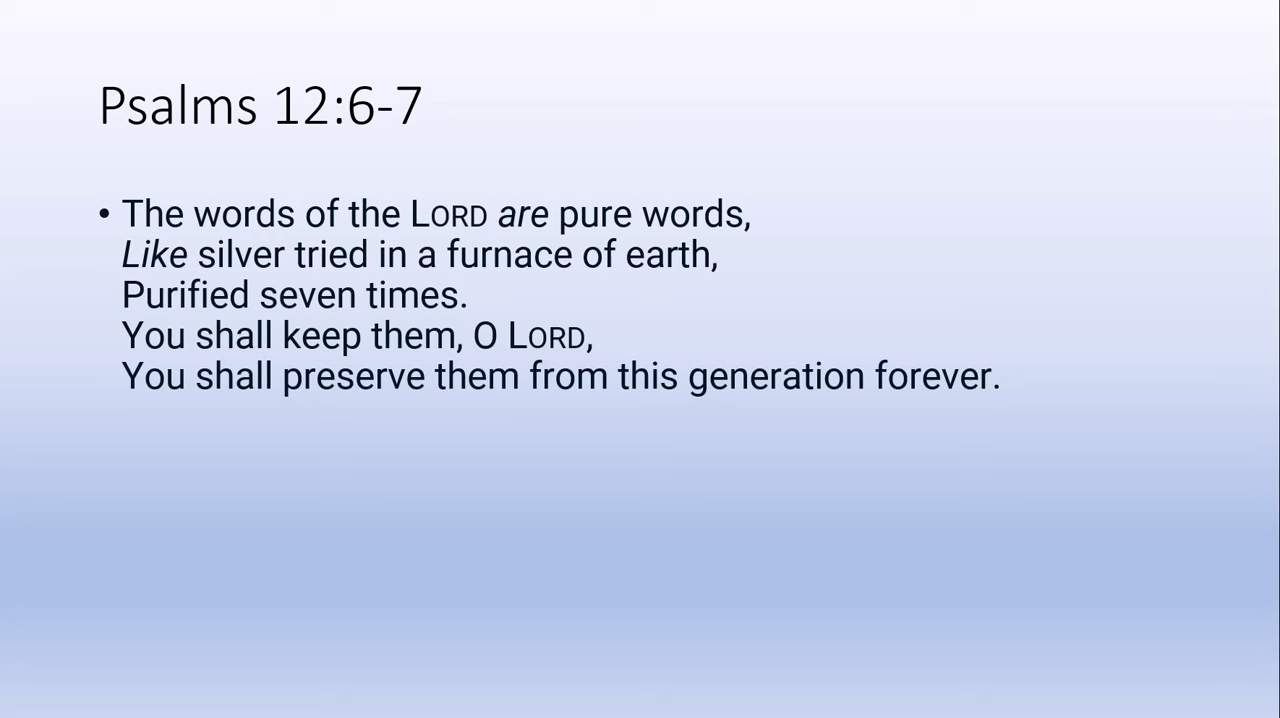 Psalms 12:6-7
• The words of the LORD are pure words,
Like silver tried in a furnace of earth,
Purified seven times.
You shall keep them, O LORD,
You shall preserve them from this generation forever.